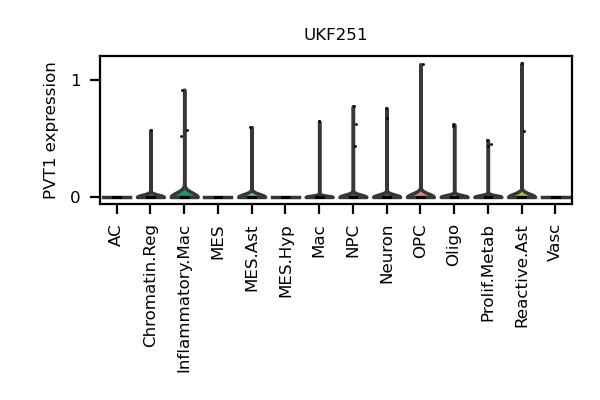 UKF251
PVT1 expression
1
0
AC
Chromatin.Reg
Inflammatory.Mac
MES
MES.Ast
MES.Hyp
Mac
NPC
Neuron
OPC
Oligo
Prolif.Metab
Reactive.Ast
Vasc